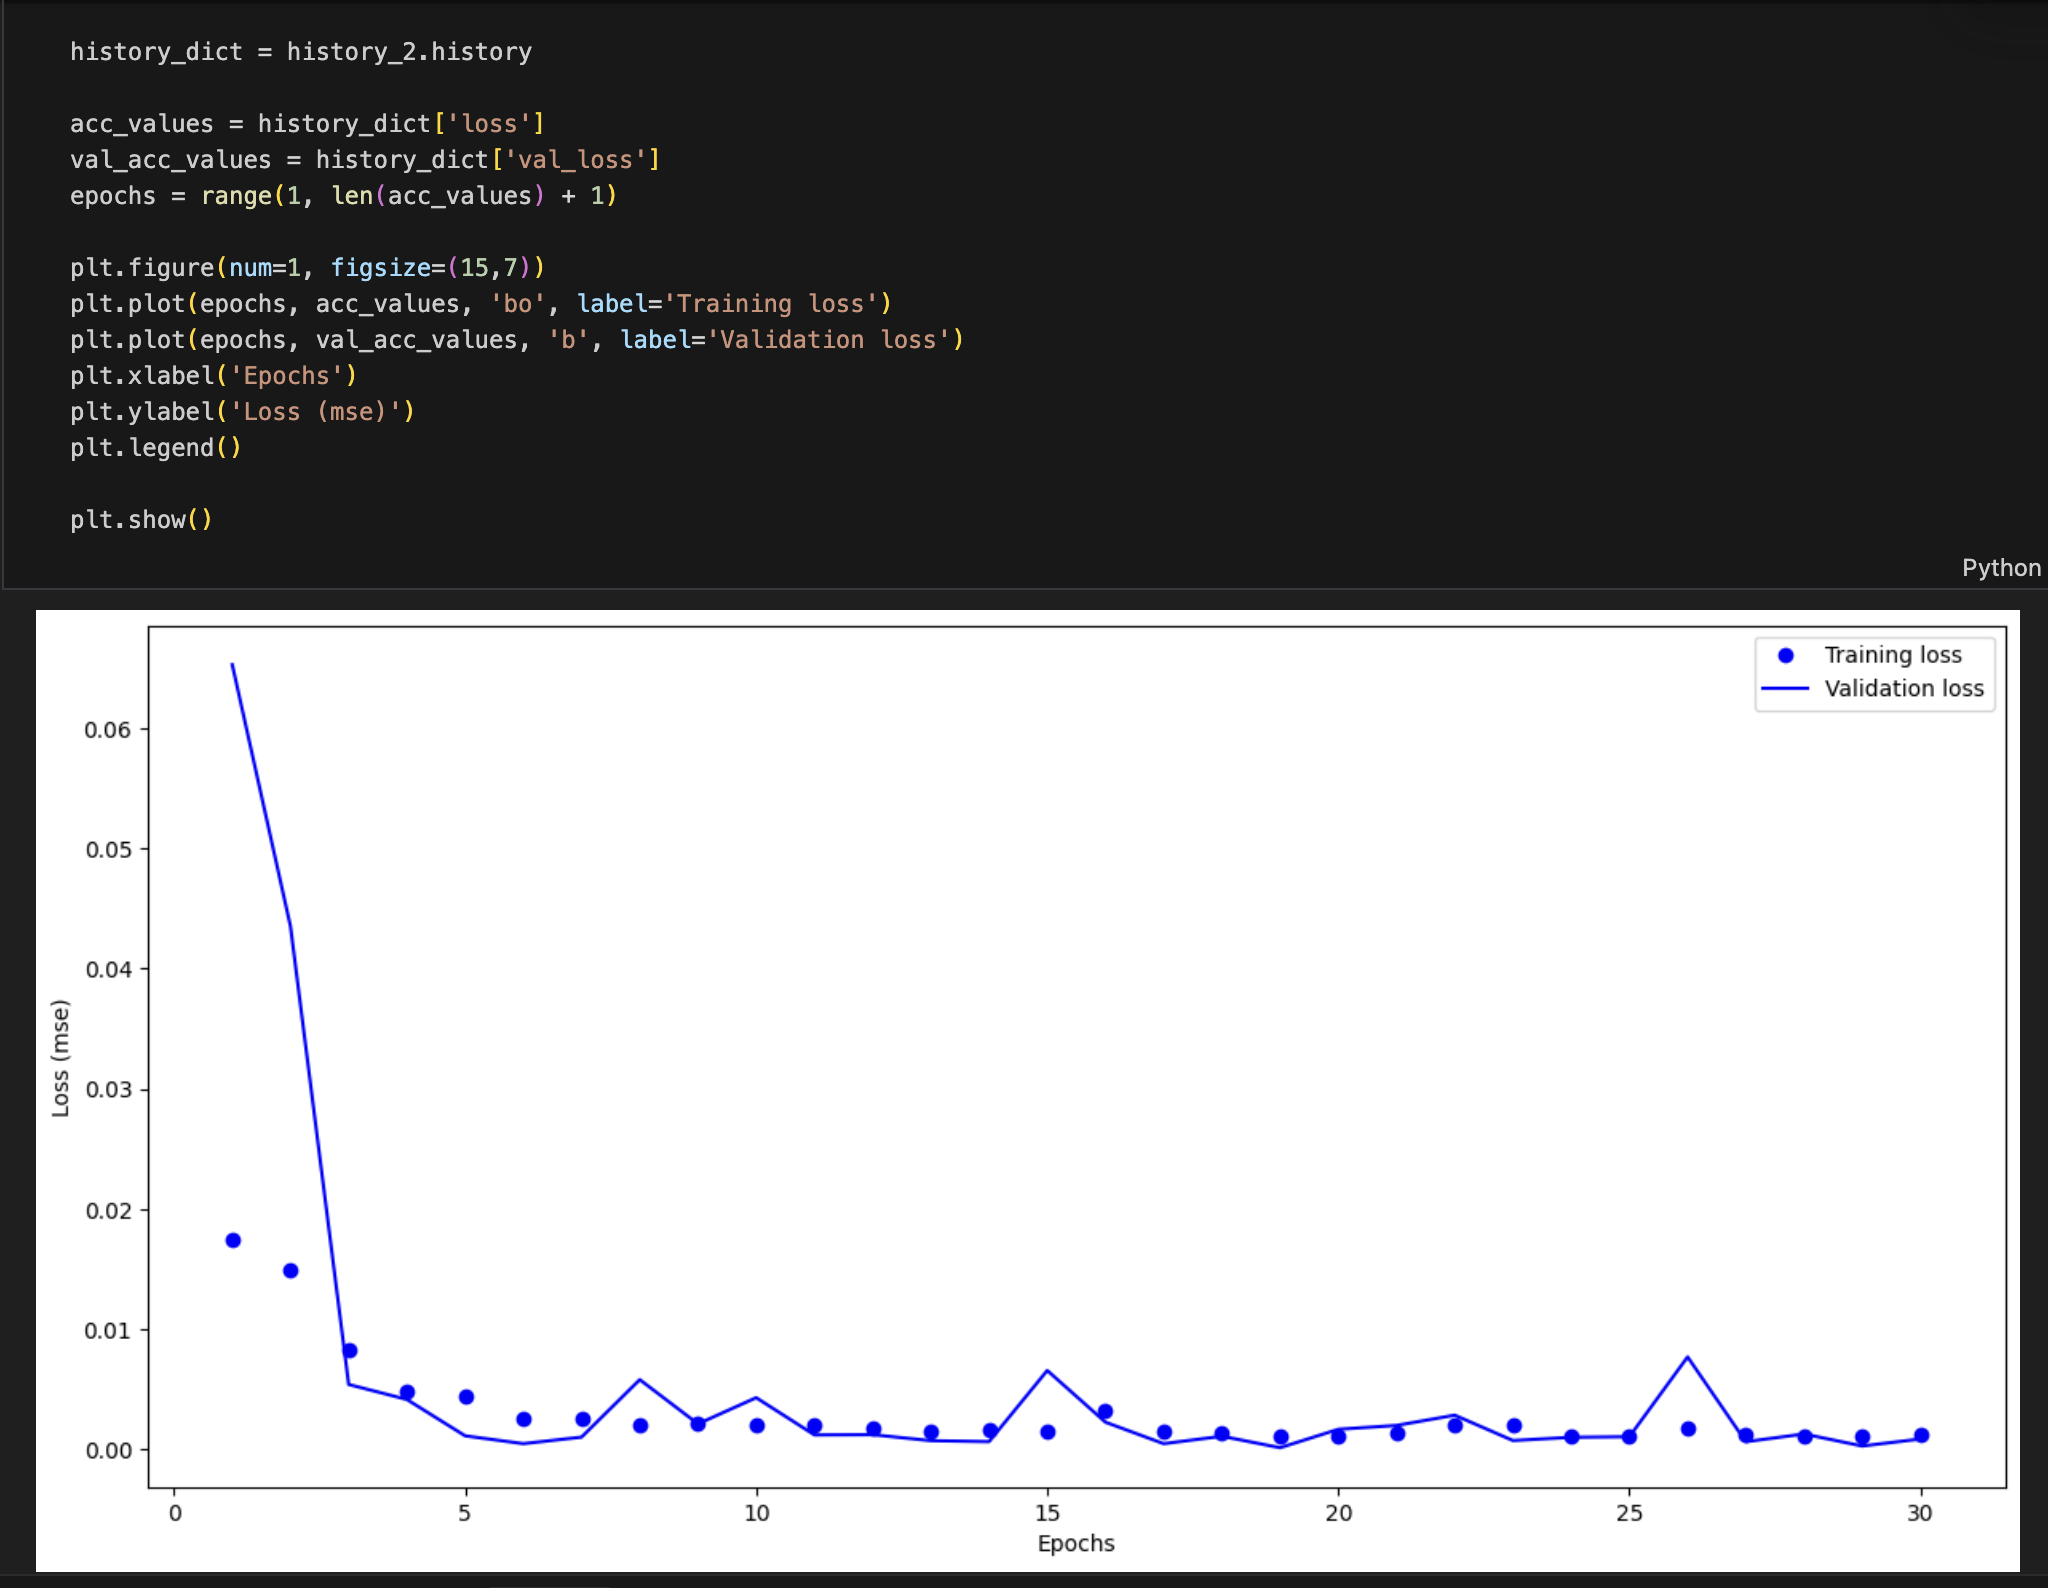 history_dict = history_2.history
acc_values = history_dict['loss']
val_acc_values = history_dict['val_loss']
epochs = range(1, len(acc_values) + 1)
plt.figure(num=1, figsize=(15,7))
plt.plot(epochs, acc_values, 'bo', label='Training loss')
plt.plot(epochs, val_acc_values, 'b', label='Validation loss')
plt.xlabel('Epochs')
plt.ylabel('Loss (mse)')
plt.legend()
plt.show()
Python
Training loss
Validation loss
0.06
0.05
0.04
0.03
0.02
0.01
0.00
Loss (mse)
0 5 10 15 20 25 30
Epochs